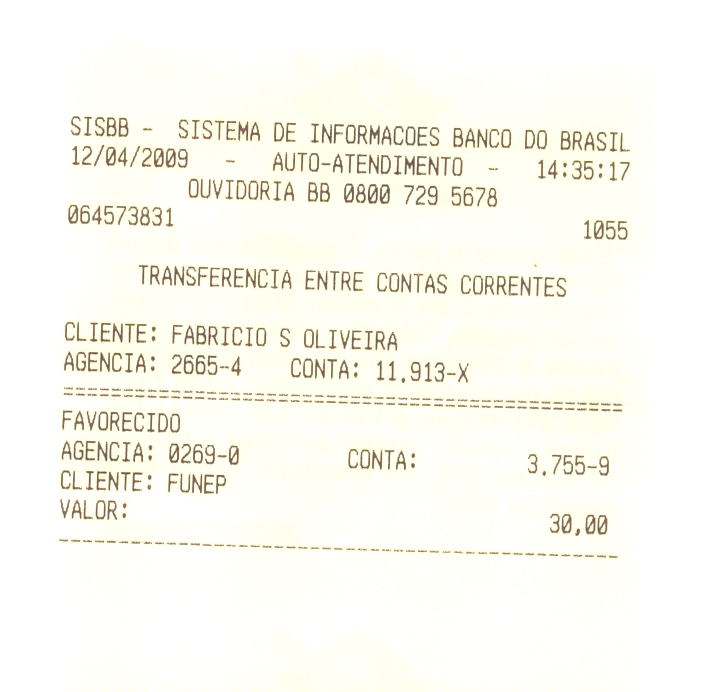 SISBB - SISTEMA DE INFORMACOES BANCO DO BRASIL
12/04/2009 - AUTO-ATENDIMENTO - 14:35:17
OUVIDORIA BB 0800 729 5678
064573831 1055
TRANSFERENCIA ENTRE CONTAS CORRENTES
CLIENTE: FABRICIO S OLIVEIRA
AGENCIA: 2665-4 CONTA: 11.913-X
================================================
FAVORECIDO
AGENCIA: 0269-0 CONTA: 3.755-9
CLIENTE: FUNEP
VALOR: 30,00
------------------------------------------------